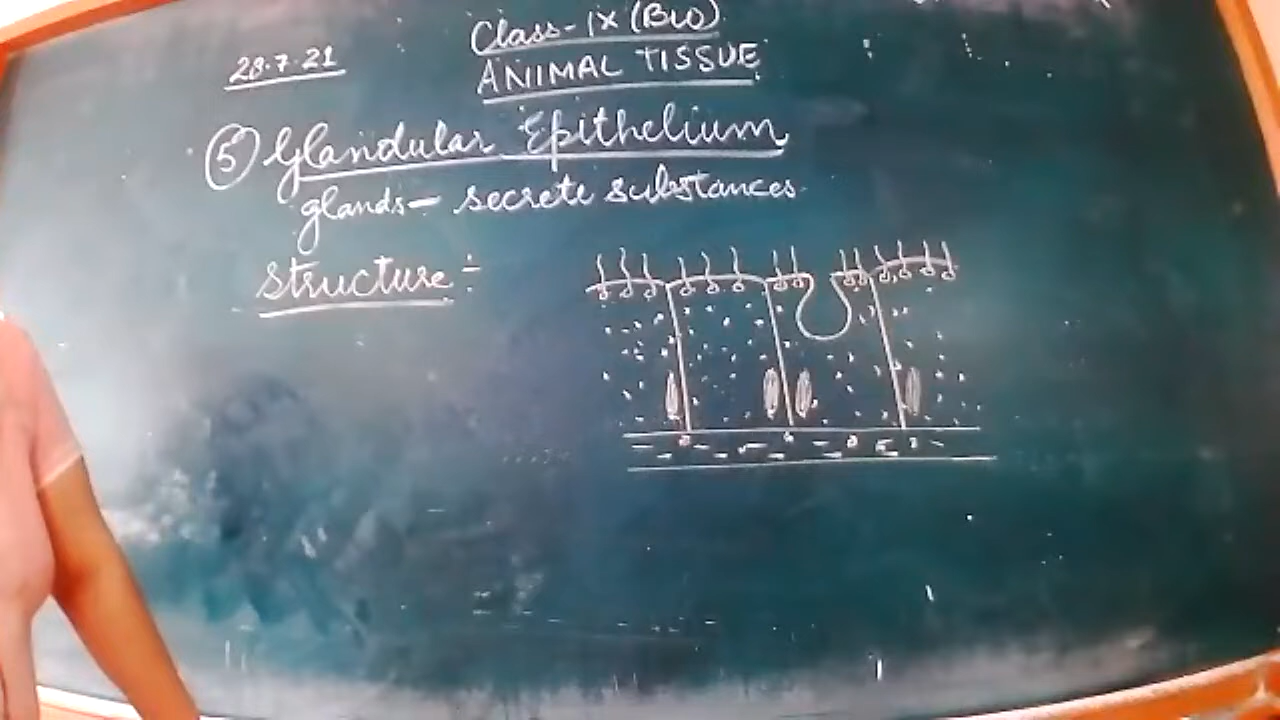 Class-IX (Bio)
28.7.21
ANIMAL TISSUE
5 Glandular Epithelium
glands- secrete substances
Structure:-